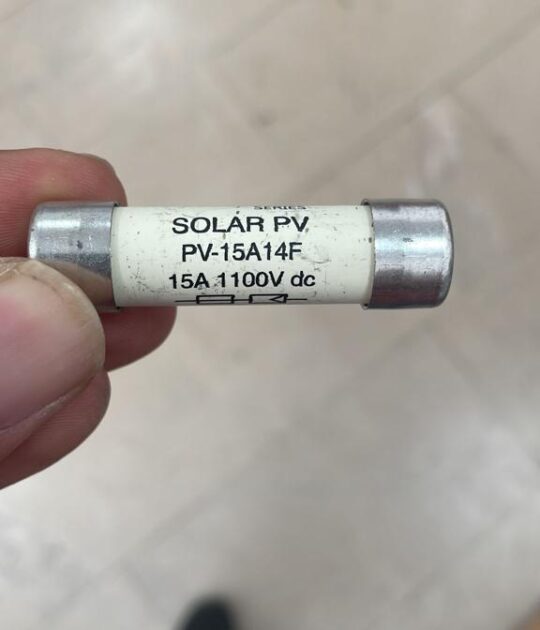 SERIES
SOLAR PV
PV-15A14F
15A 1100V dc